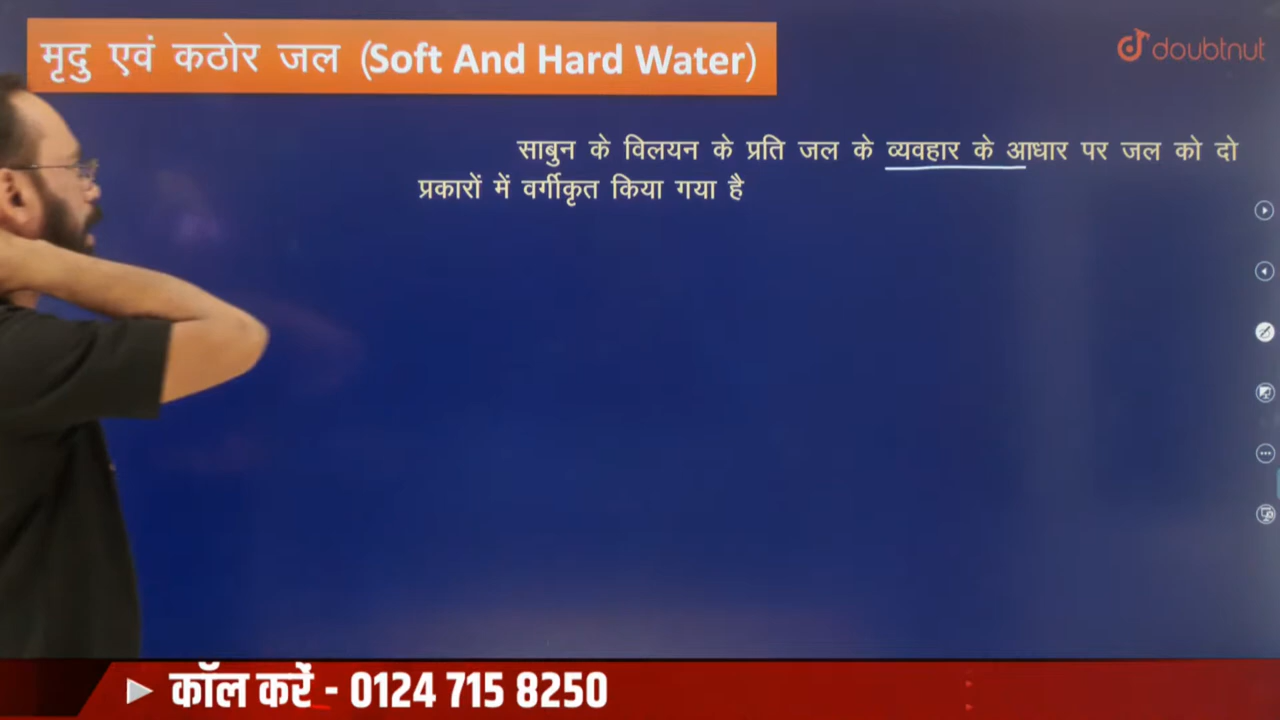 मृदु एवं कठोर जल (Soft And Hard Water)
doubtnut
साबुन के विलयन के प्रति जल के व्यवहार के आधार पर जल को दो
प्रकारों में वर्गीकृत किया गया है
कॉल करें - 0124 715 8250